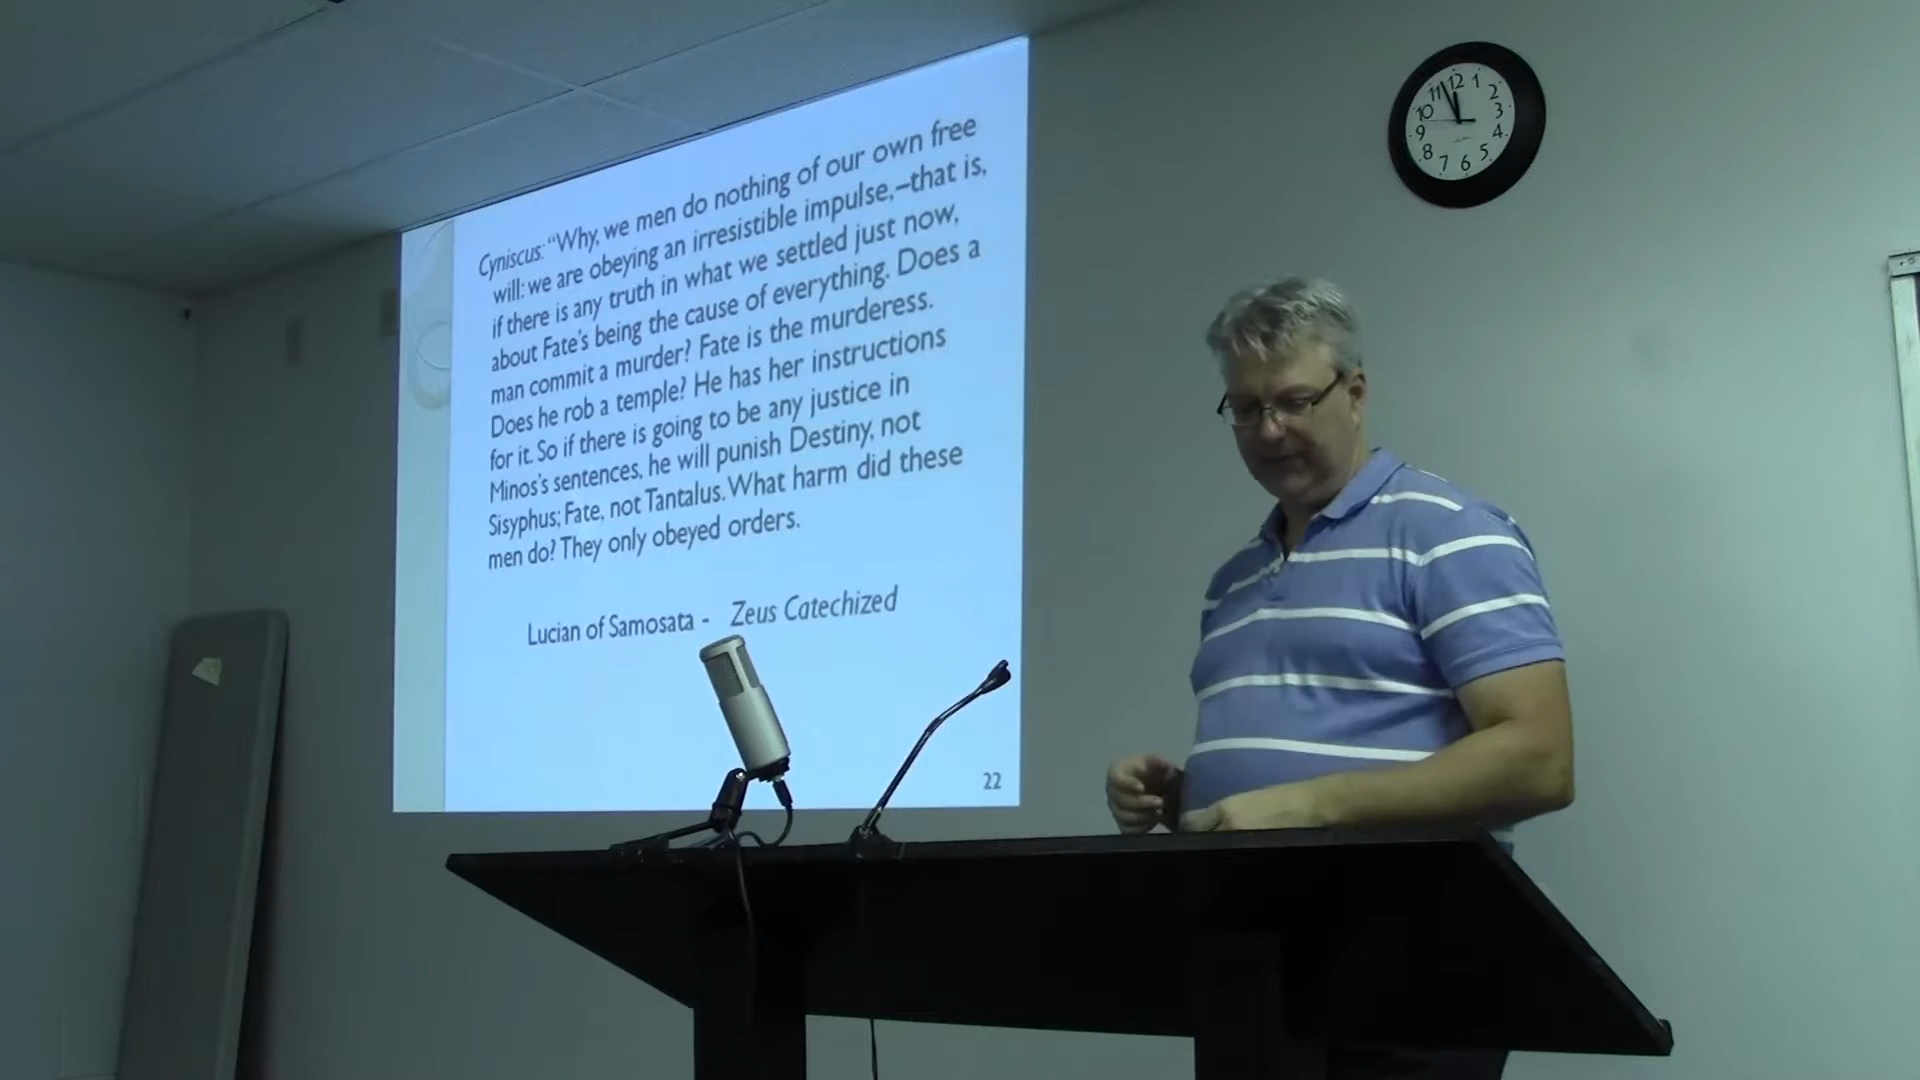 Cyniscus: “Why, we men do nothing of our own free
will: we are obeying an irresistible impulse,–that is,
if there is any truth in what we settled just now,
about Fate’s being the cause of everything. Does a
man commit a murder? Fate is the murderess.
Does he rob a temple? He has her instructions
for it. So if there is going to be any justice in
Minos’s sentences, he will punish Destiny, not
Sisyphus; Fate, not Tantalus. What harm did these
men do? They only obeyed orders.
Lucian of Samosata - Zeus Catechized
22
12
1
2
3
4
5
6
7
8
9
10
11